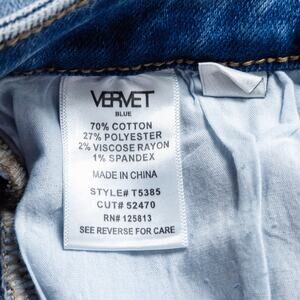 VERVET
BLUE
70% COTTON
27% POLYESTER
2% VISCOSE RAYON
1% SPANDEX
MADE IN CHINA
STYLE# T5385
CUT# 52470
RN# 125813
SEE REVERSE FOR CARE